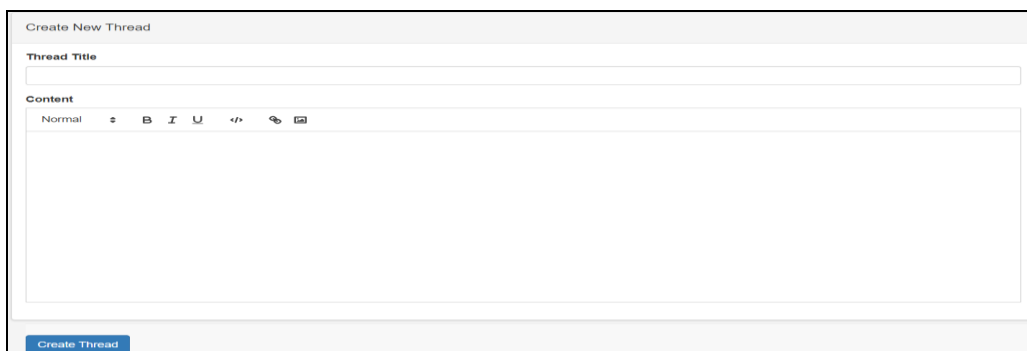 Create New Thread
Thread Title
Content
Normal B I U </>
Create Thread